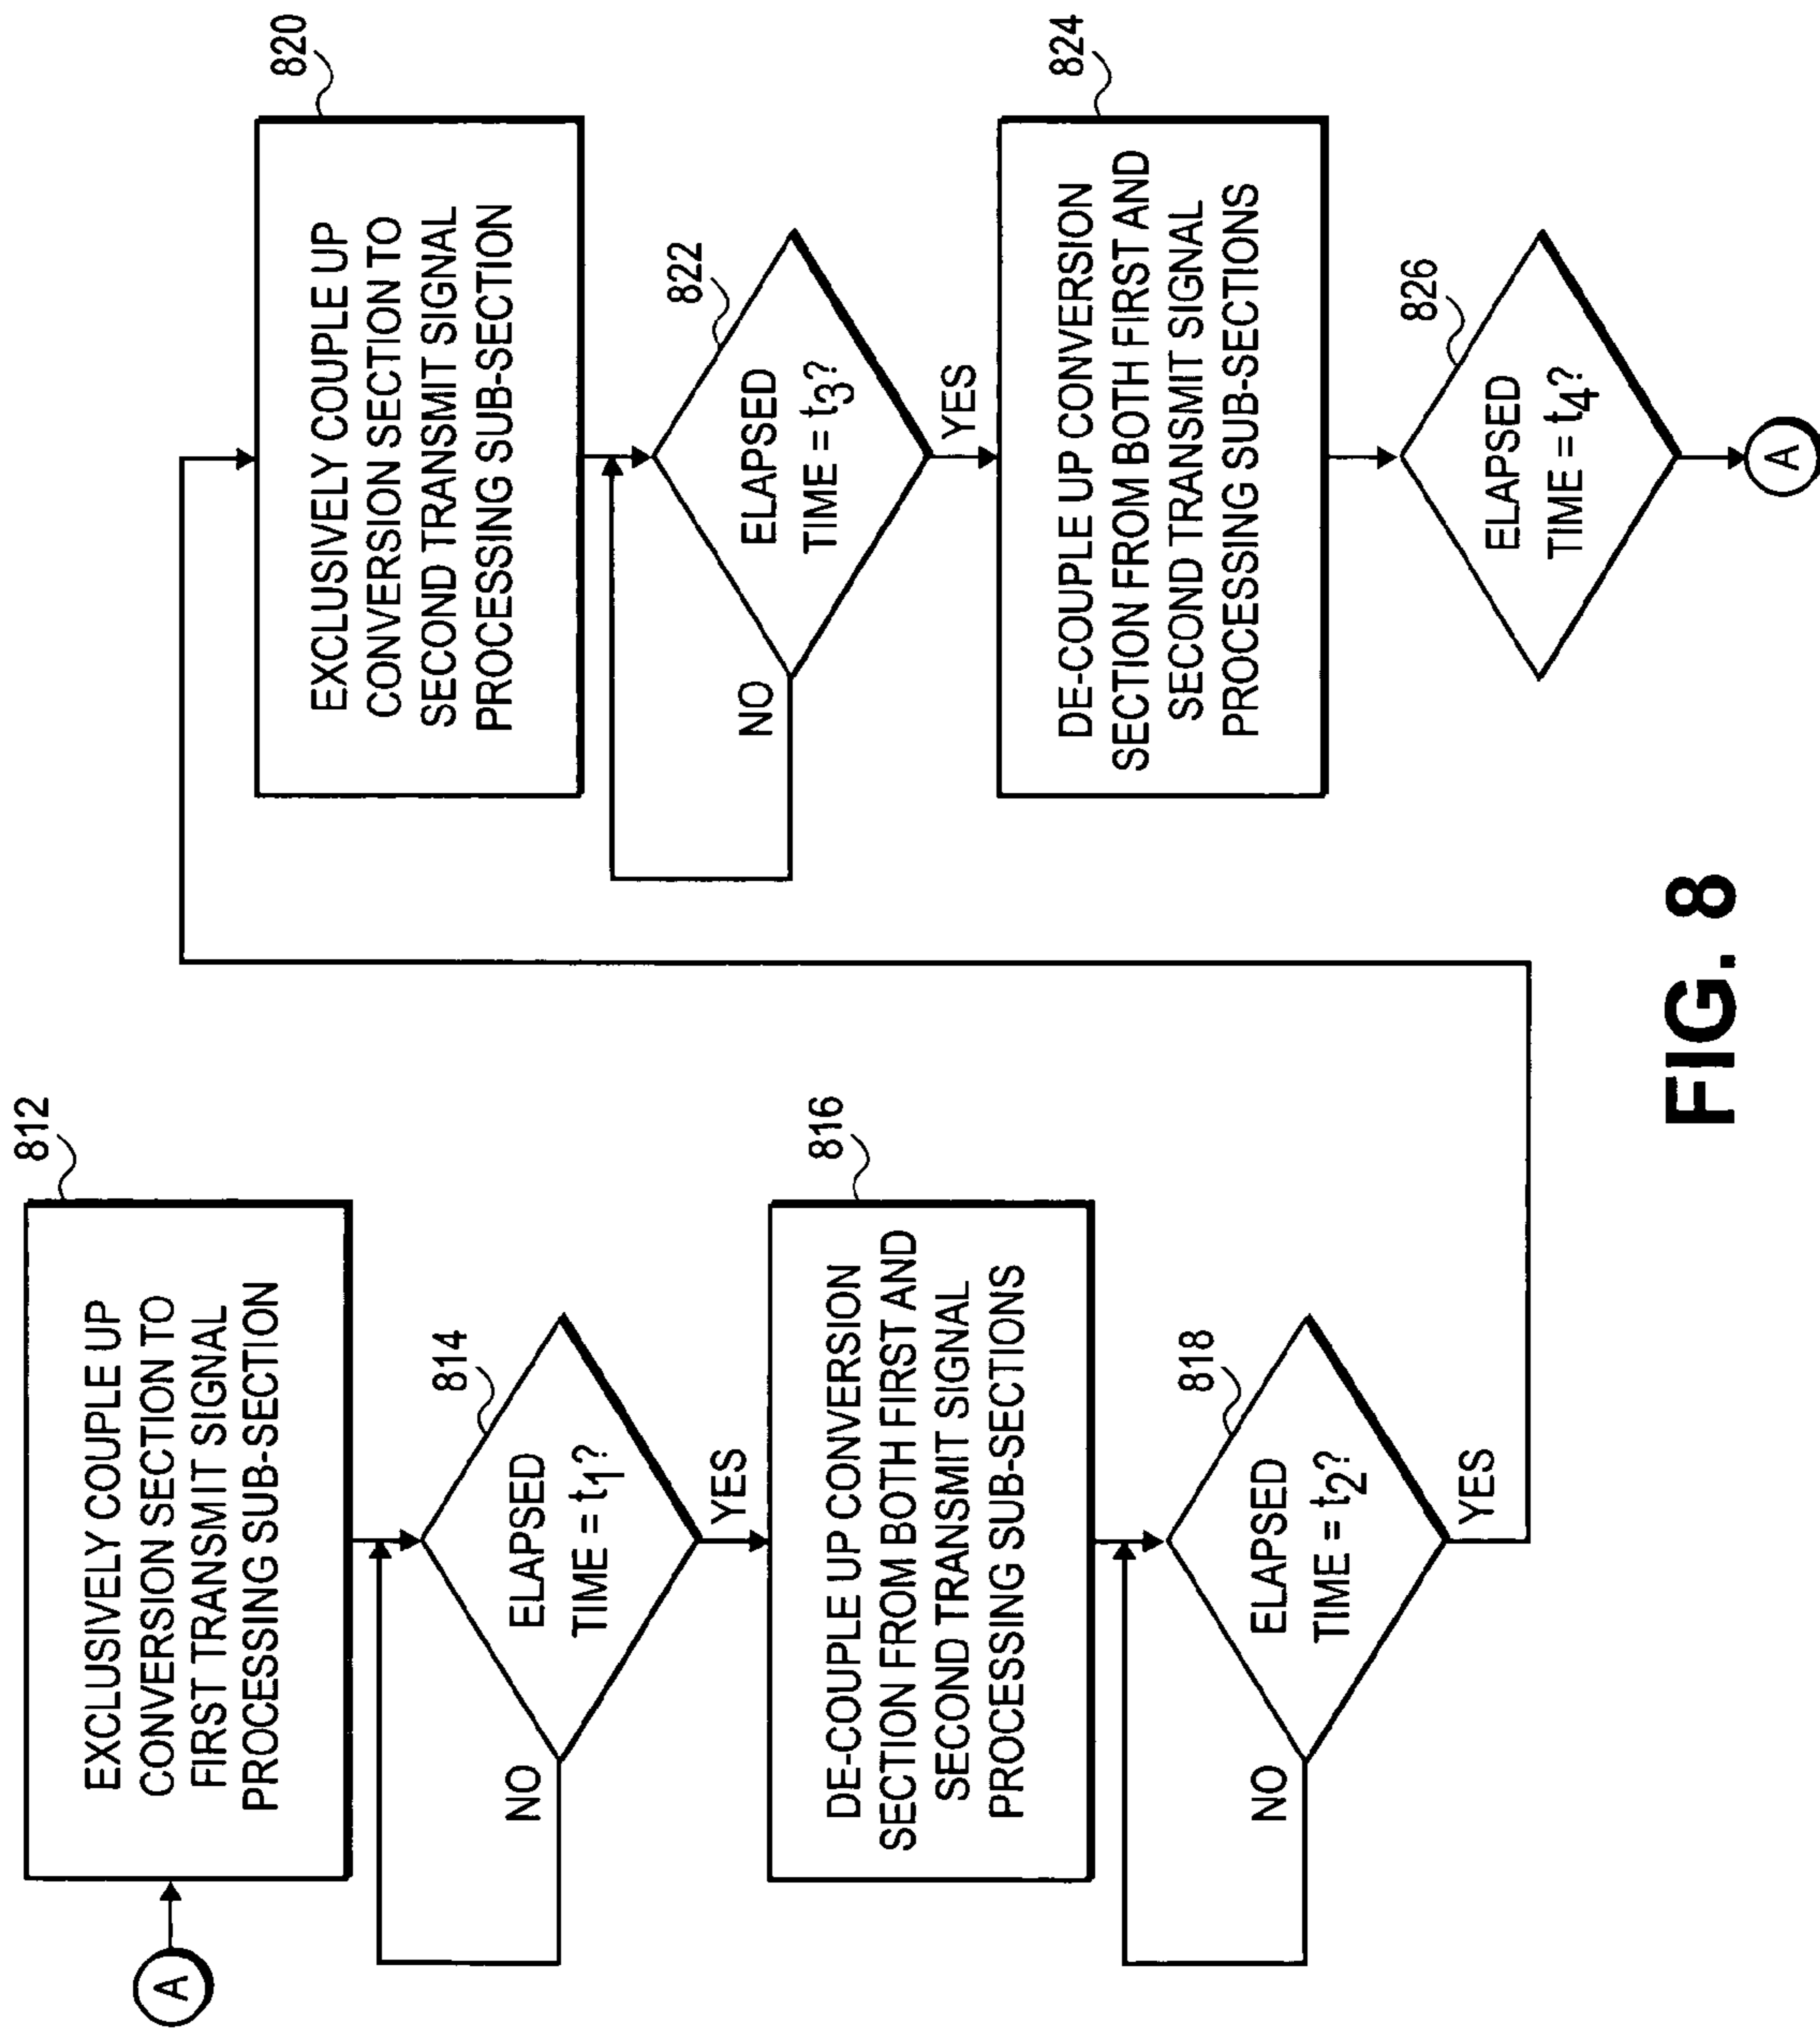 A
812
EXCLUSIVELY COUPLE UP
CONVERSION SECTION TO
FIRST TRANSMIT SIGNAL
PROCESSING SUB-SECTION
814
ELAPSED
TIME = t1?
NO
YES
816
DE-COUPLE UP CONVERSION
SECTION FROM BOTH FIRST AND
SECOND TRANSMIT SIGNAL
PROCESSING SUB-SECTIONS
818
ELAPSED
TIME = t2?
NO
YES
820
EXCLUSIVELY COUPLE UP
CONVERSION SECTION TO
SECOND TRANSMIT SIGNAL
PROCESSING SUB-SECTION
822
ELAPSED
TIME = t3?
NO
YES
824
DE-COUPLE UP CONVERSION
SECTION FROM BOTH FIRST AND
SECOND TRANSMIT SIGNAL
PROCESSING SUB-SECTIONS
826
ELAPSED
TIME = t4?
A
FIG. 8